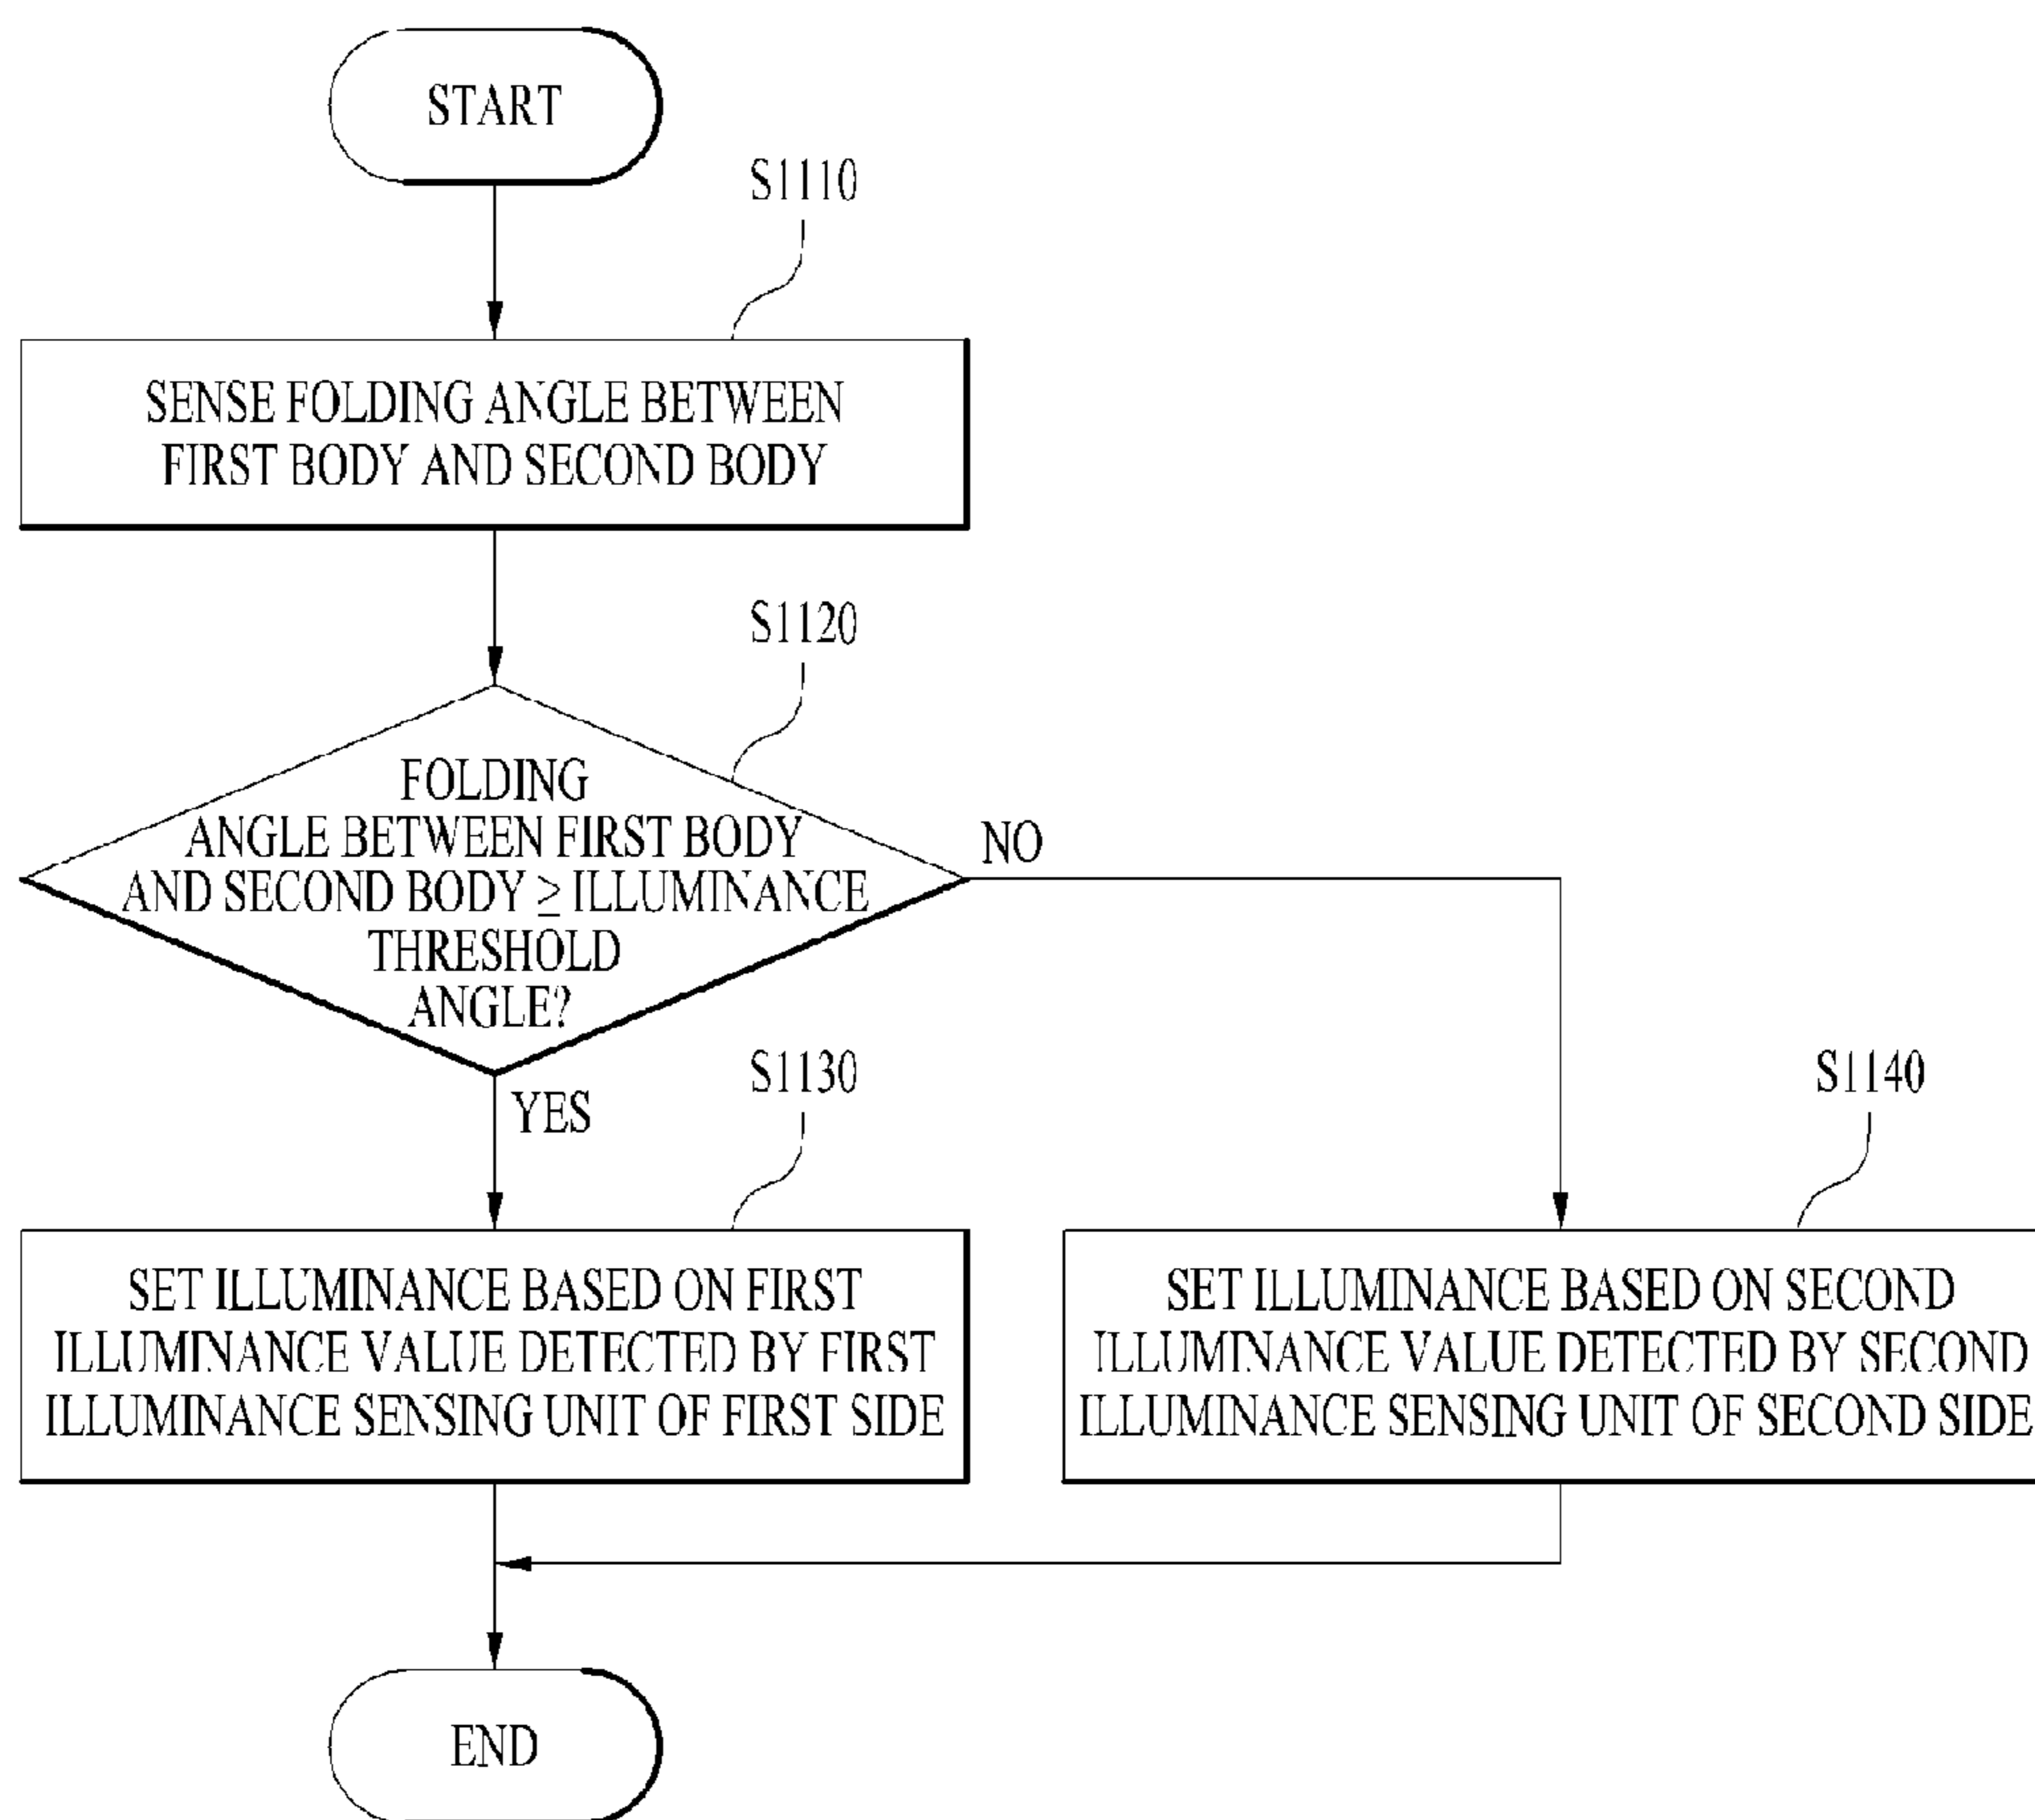 START
S1110
SENSE FOLDING ANGLE BETWEEN
FIRST BODY AND SECOND BODY
S1120
FOLDING
ANGLE BETWEEN FIRST BODY
AND SECOND BODY ≥ ILLUMINANCE
THRESHOLD
ANGLE?
NO
YES
S1130
SET ILLUMINANCE BASED ON FIRST
ILLUMINANCE VALUE DETECTED BY FIRST
ILLUMINANCE SENSING UNIT OF FIRST SIDE
S1140
SET ILLUMINANCE BASED ON SECOND
ILLUMINANCE VALUE DETECTED BY SECOND
ILLUMINANCE SENSING UNIT OF SECOND SIDE
END